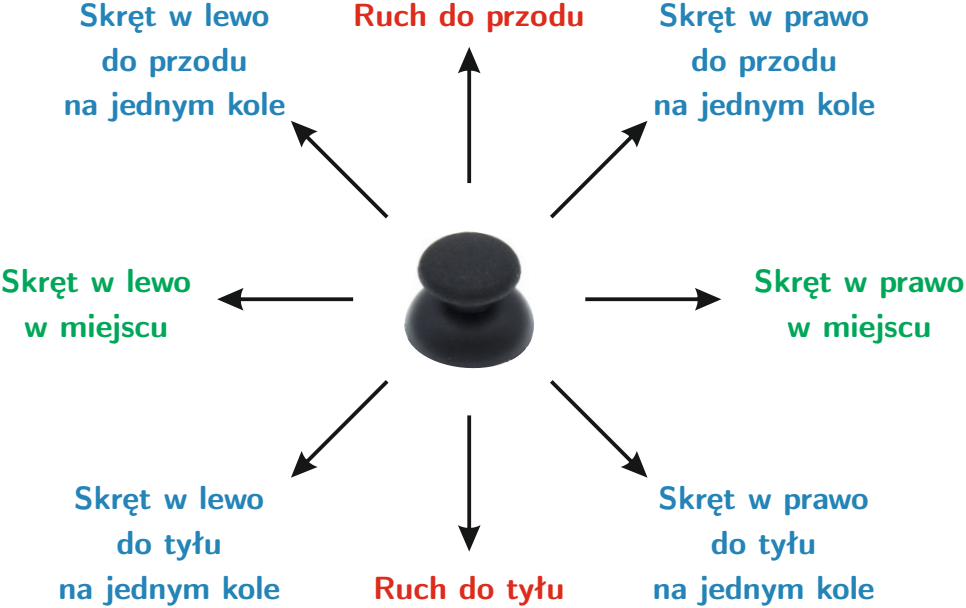 Skręt w lewo
do przodu
na jednym kole
Ruch do przodu
Skręt w prawo
do przodu
na jednym kole
Skręt w lewo
w miejscu
Skręt w prawo
w miejscu
Skręt w lewo
do tyłu
na jednym kole
Ruch do tyłu
Skręt w prawo
do tyłu
na jednym kole